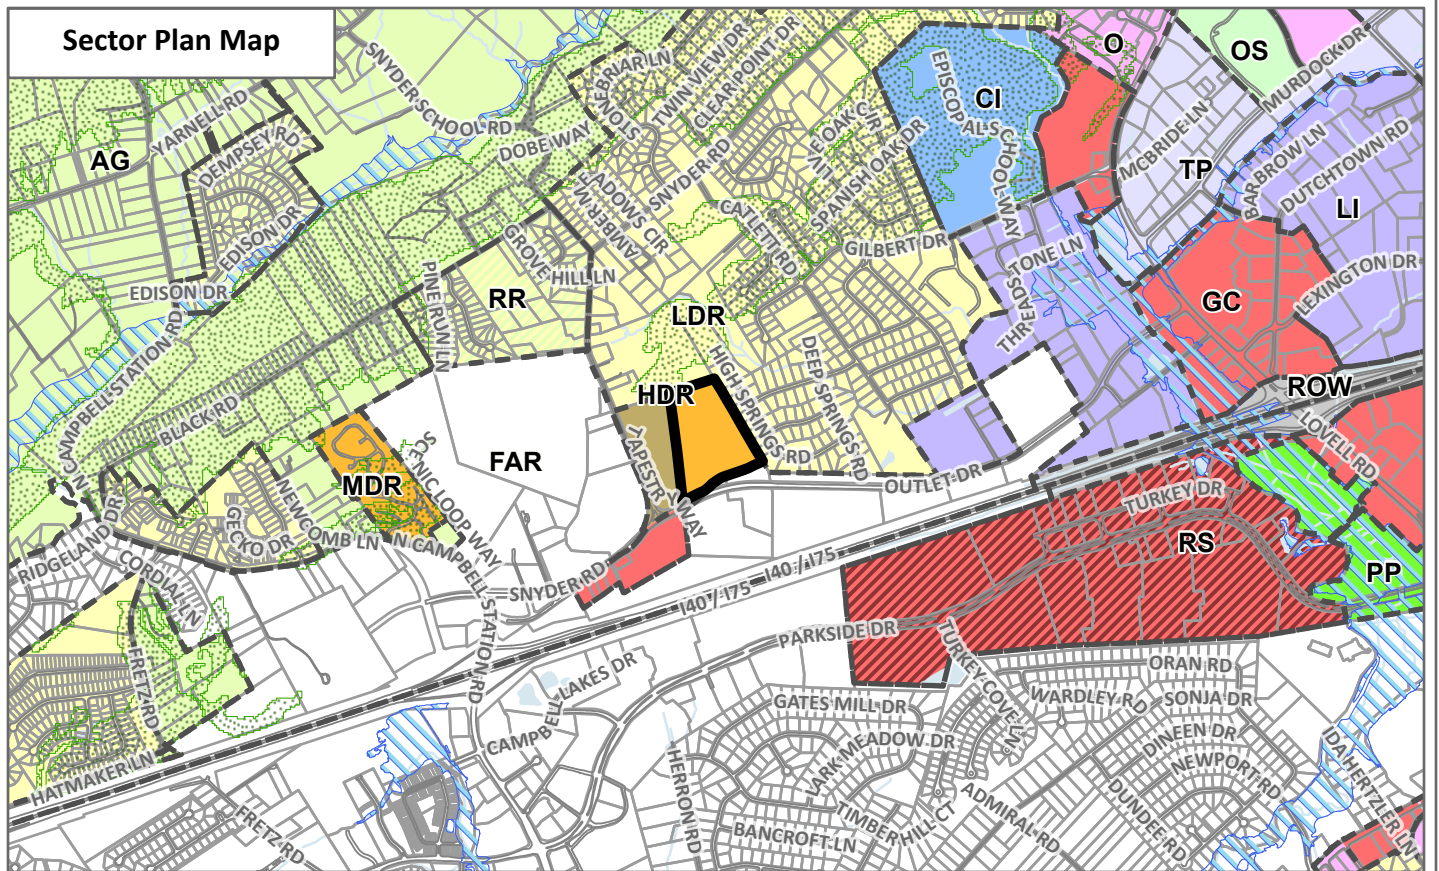 Sector Plan Map
SNYDER SCHOOL RD
BRIAR LN
TWIN VIEW DR
CLEARPOINT DR
O
OS
MURDOCK DR
EPISCOPAL SCHOOL WAY
CI
YARNELL RD
AG
DEMPSEY RD
DOBE WAY
SNYDER RD
SPANISH OAK DR
MCBRIDE LN
TP
BARBROW LN
DUTCHTOWN RD
LI
EDISON DR
EDISON DR
GROVE HILL LN
RR
PINE RUN LN
CATLETT RD
GILBERT DR
THREADSTONE LN
LEXINGTON DR
GC
LDR
N CAMPBELL STATION RD
BLACK RD
HIGH SPRINGS RD
DEEP SPRINGS RD
HDR
ROW
LOVELL RD
TAPESTRY WAY
FAR
MDR
SCENIC LOOP WAY
OUTLET DR
TURKEY DR
RS
PP
GECKO DR
NEWCOMB LN
N CAMPBELL STATION RD
RIDGELAND DR
CORDIAL LN
FRETZ RD
SNYDER RD
I40 / I75
I40 / I75
PARKSIDE DR
TURKEY COVE LN
ORAN RD
WARDLEY RD
SONJA DR
CAMPBELL LAKES DR
GATES MILL DR
LARK MEADOW DR
DINEEN DR
NEWPORT RD
DUNDEE RD
IDA HERTZLER LN
HATMAKER LN
HERRON RD
TIMBERHILL CT
ADMIRAL RD
BANCROFT LN
FRETZ RD